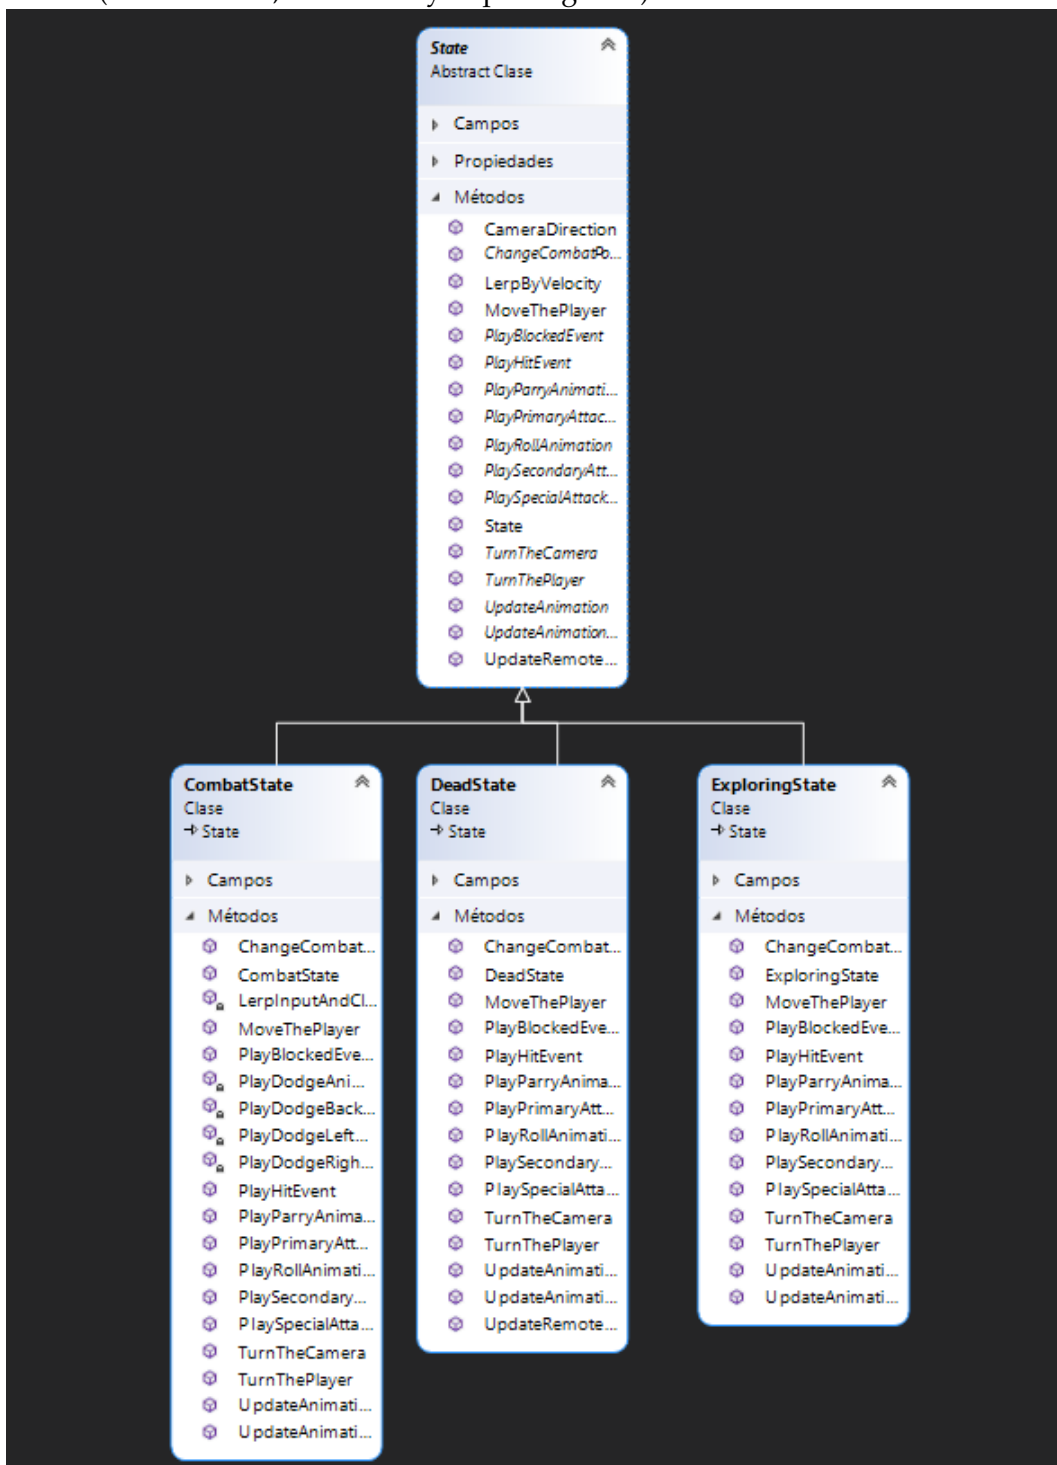 State
Abstract Clase
Campos
Propiedades
Métodos
CameraDirection
ChangeCombatPo...
LerpByVelocity
MoveThePlayer
PlayBlockedEvent
PlayHitEvent
PlayParryAnimati...
PlayPrimaryAttac...
PlayRollAnimation
PlaySecondaryAtt...
PlaySpecialAttack...
State
TurnTheCamera
TurnThePlayer
UpdateAnimation
UpdateAnimation...
UpdateRemote...
CombatState
Clase
State
Campos
Métodos
ChangeCombat...
CombatState
LerpInputAndCl...
MoveThePlayer
PlayBlockedEve...
PlayDodgeAni...
PlayDodgeBack...
PlayDodgeLeft...
PlayDodgeRigh...
PlayHitEvent
PlayParryAnima...
PlayPrimaryAtt...
PlayRollAnimati...
PlaySecondary...
PlaySpecialAtta...
TurnTheCamera
TurnThePlayer
UpdateAnimati...
UpdateAnimati...
DeadState
Clase
State
Campos
Métodos
ChangeCombat...
DeadState
MoveThePlayer
PlayBlockedEve...
PlayHitEvent
PlayParryAnima...
PlayPrimaryAtt...
PlayRollAnimati...
PlaySecondary...
PlaySpecialAtta...
TurnTheCamera
TurnThePlayer
UpdateAnimati...
UpdateAnimati...
UpdateRemote...
ExploringState
Clase
State
Campos
Métodos
ChangeCombat...
ExploringState
MoveThePlayer
PlayBlockedEve...
PlayHitEvent
PlayParryAnima...
PlayPrimaryAtt...
PlayRollAnimati...
PlaySecondary...
PlaySpecialAtta...
TurnTheCamera
TurnThePlayer
UpdateAnimati...
UpdateAnimati...